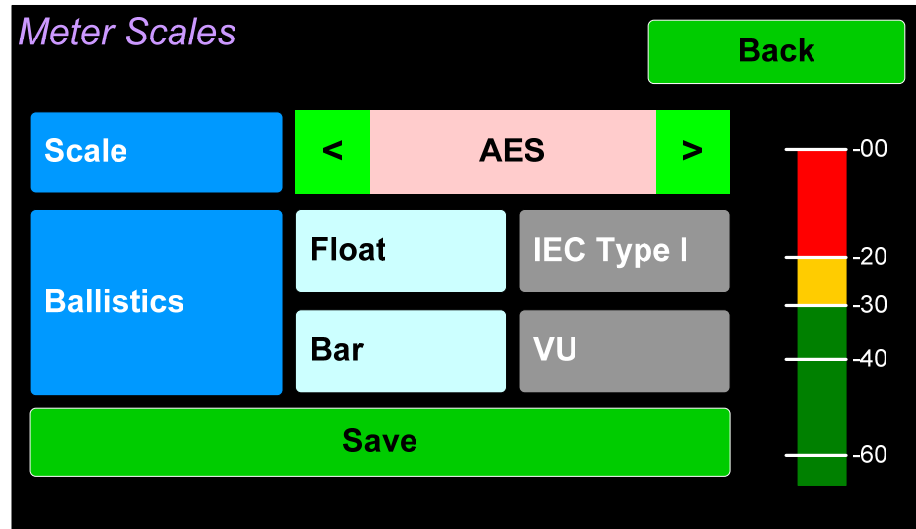 Meter Scales
Back
Scale
< AES >
Ballistics
Float
IEC Type I
Bar
VU
Save
-00
-20
-30
-40
-60